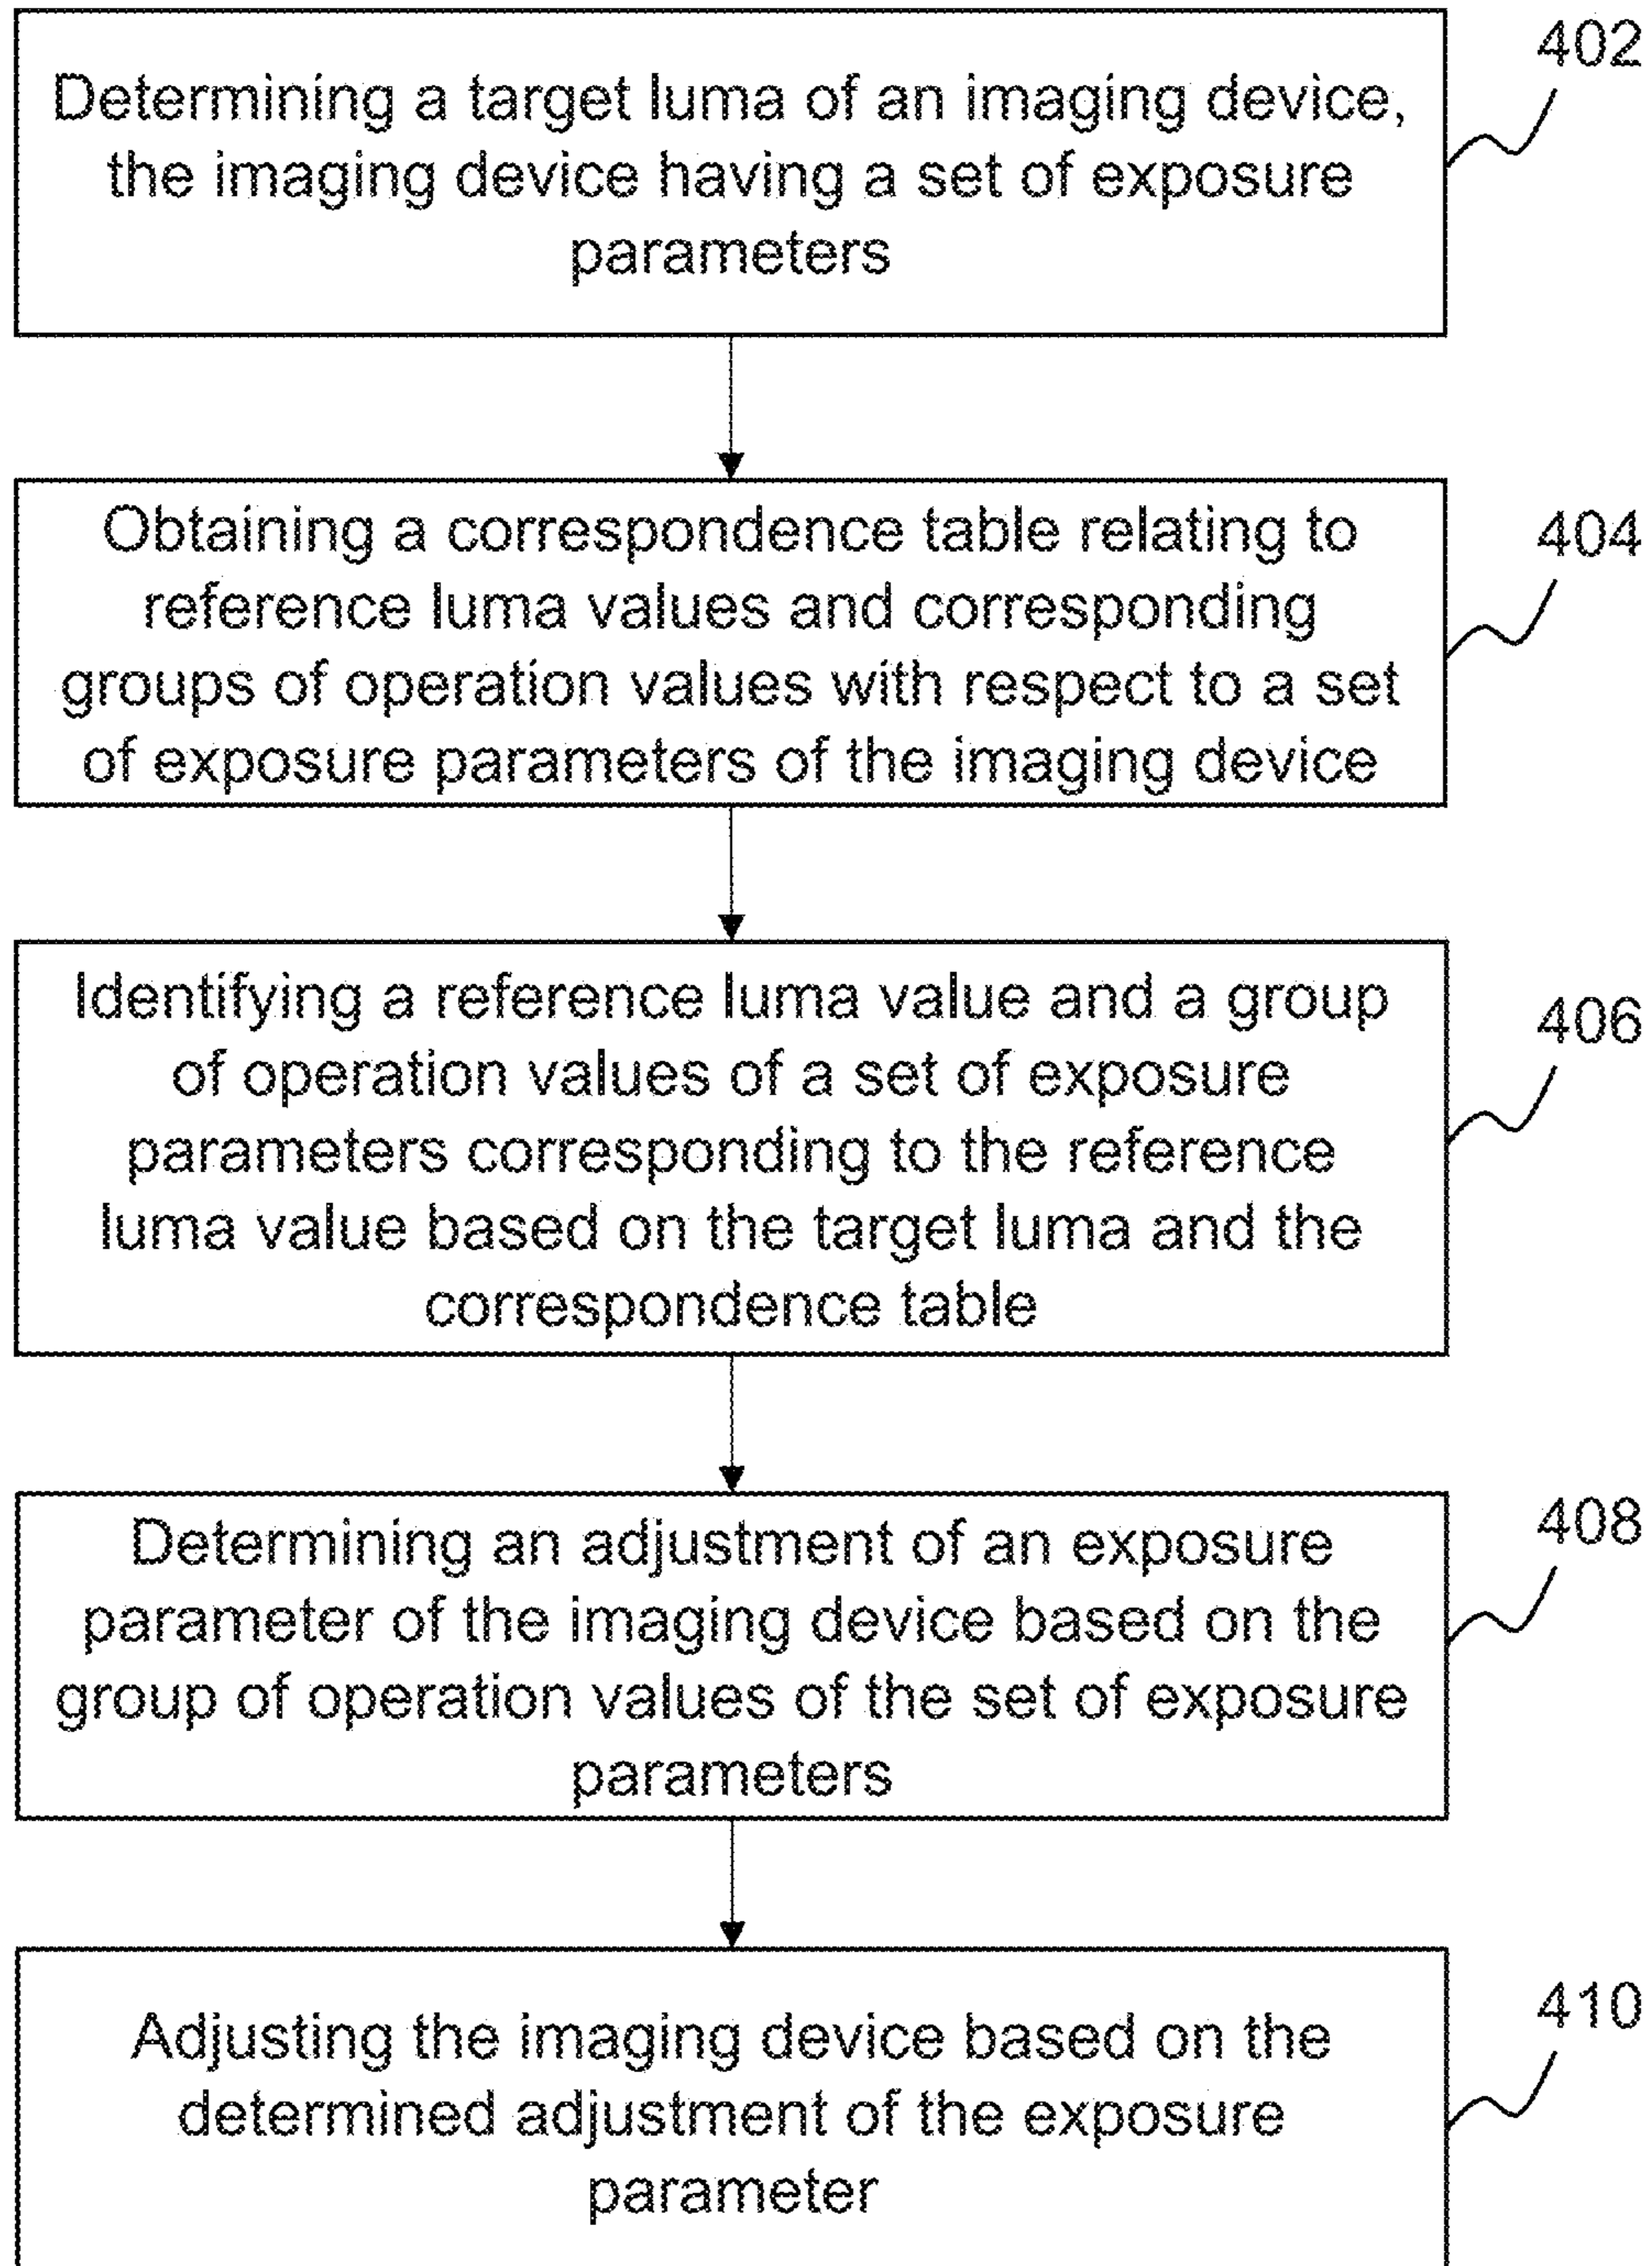 402
Determining a target luma of an imaging device,
the imaging device having a set of exposure
parameters
404
Obtaining a correspondence table relating to
reference luma values and corresponding
groups of operation values with respect to a set
of exposure parameters of the imaging device
406
Identifying a reference luma value and a group
of operation values of a set of exposure
parameters corresponding to the reference
luma value based on the target luma and the
correspondence table
408
Determining an adjustment of an exposure
parameter of the imaging device based on the
group of operation values of the set of exposure
parameters
410
Adjusting the imaging device based on the
determined adjustment of the exposure
parameter